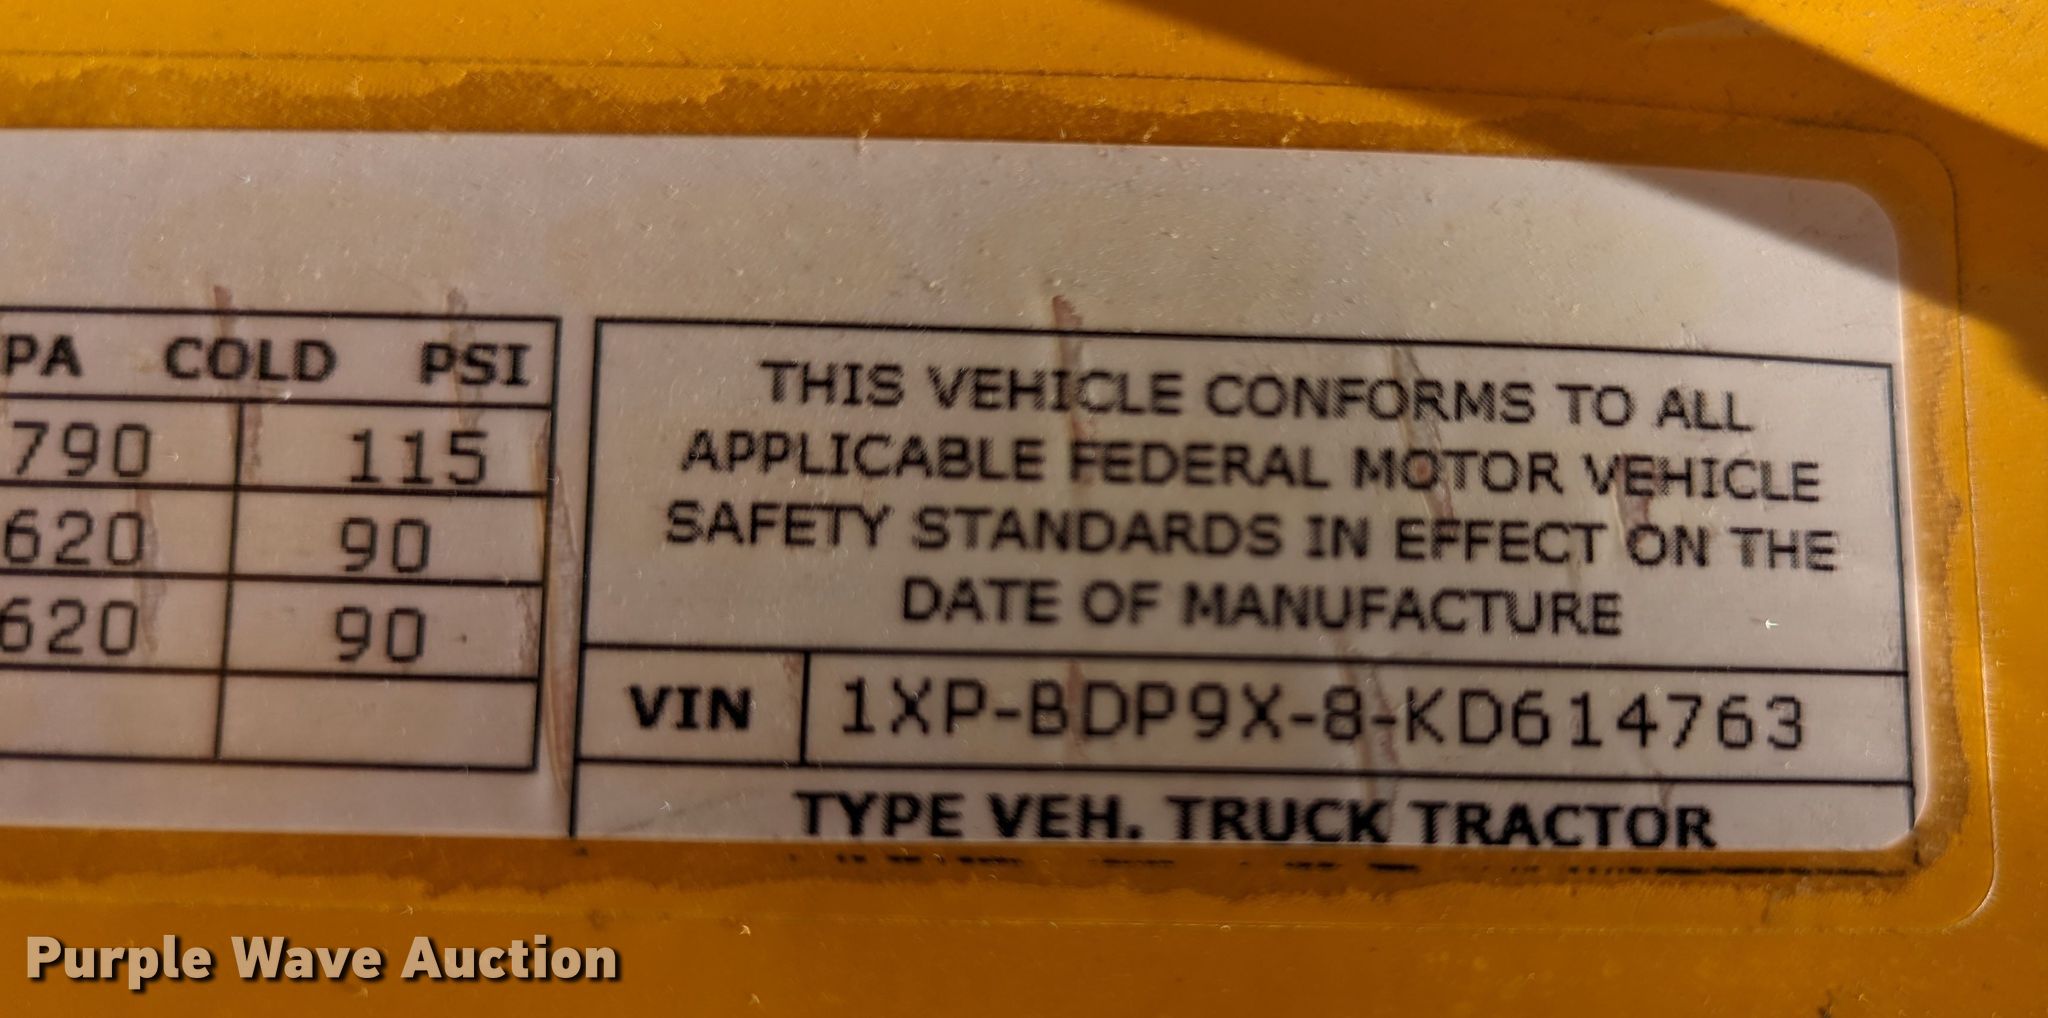 PA COLD PSI
790 115
620 90
620 90
THIS VEHICLE CONFORMS TO ALL
APPLICABLE FEDERAL MOTOR VEHICLE
SAFETY STANDARDS IN EFFECT ON THE
DATE OF MANUFACTURE
VIN 1XP-BDP9X-8-KD614763
TYPE VEH. TRUCK TRACTOR
Purple Wave Auction